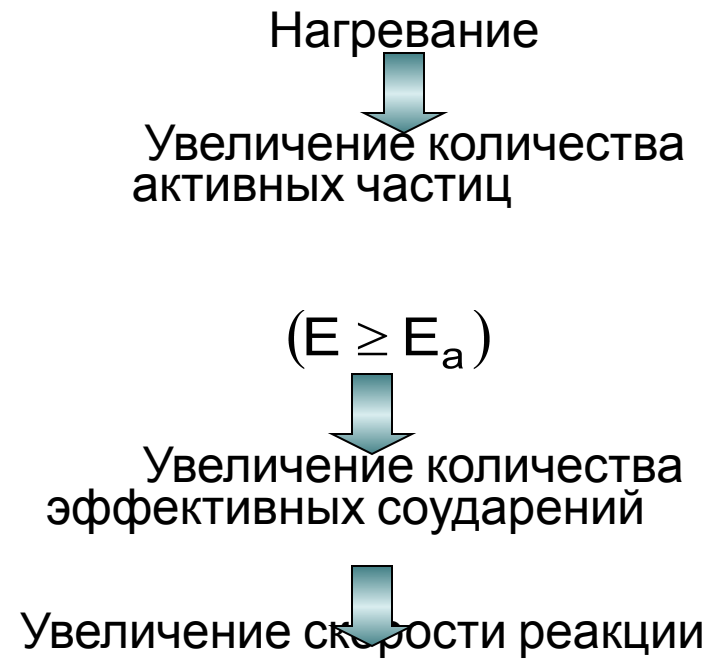 Нагревание
Увеличение количества
активных частиц
(E ≥ Eₐ)
Увеличение количества
эффективных соударений
Увеличение скорости реакции